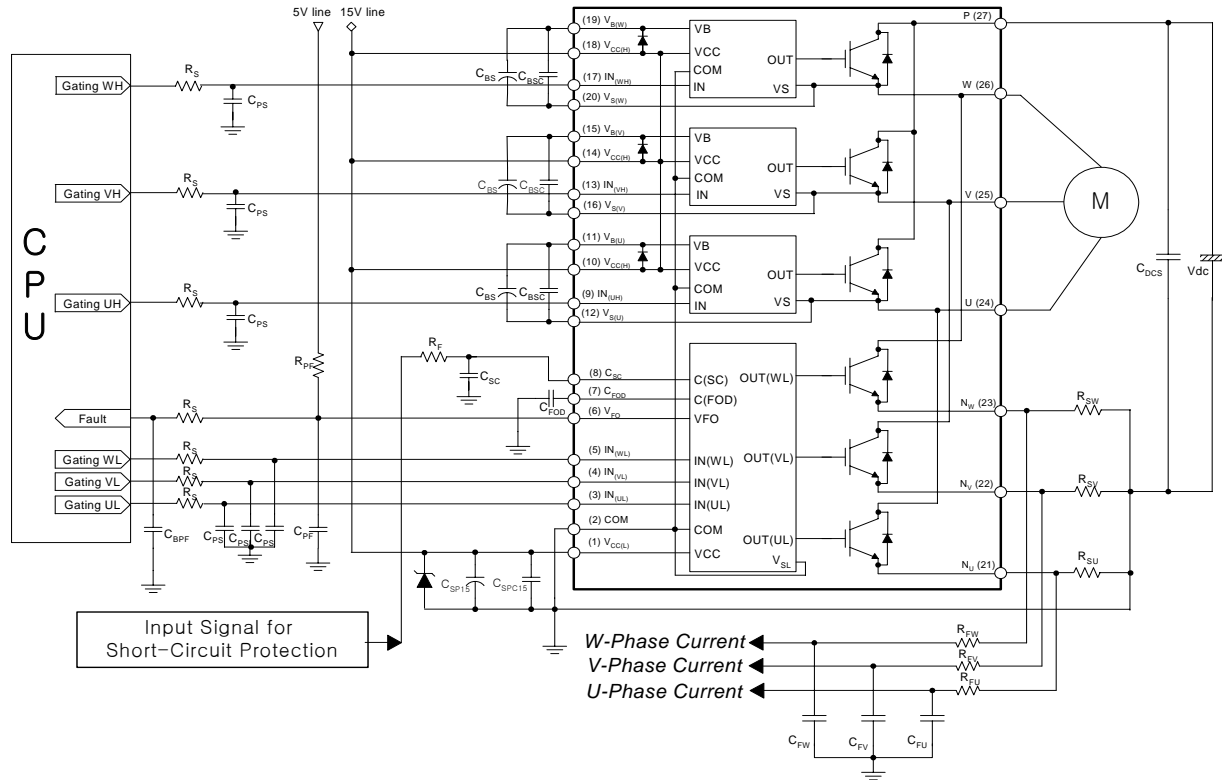 5V line 15V line
CPU
Gating WH
Gating VH
Gating UH
Fault
Gating WL
Gating VL
Gating UL
R_S
C_PS
R_S
C_PS
R_S
C_PS
R_PF
R_F
C_SC
C_FOD
R_S
R_S
R_S
R_S
C_BPF
C_PS
C_PS
C_PS
C_PF
C_SP15
C_SPC15
Input Signal for
Short-Circuit Protection
C_BS
C_BSC
C_BS
C_BSC
C_BS
C_BSC
(19) V_B(W)
(18) V_CC(H)
(17) IN_(WH)
(20) V_S(W)
(15) V_B(V)
(14) V_CC(H)
(13) IN_(VH)
(16) V_S(V)
(11) V_B(U)
(10) V_CC(H)
(9) IN_(UH)
(12) V_S(U)
(8) C_SC
(7) C_FOD
(6) V_FO
(5) IN_(WL)
(4) IN_(VL)
(3) IN_(UL)
(2) COM
(1) V_CC(L)
VB
VCC
COM
IN
OUT
VS
VB
VCC
COM
IN
OUT
VS
VB
VCC
COM
IN
OUT
VS
C(SC)
C(FOD)
VFO
IN(WL)
IN(VL)
IN(UL)
COM
VCC
OUT(WL)
OUT(VL)
OUT(UL)
V_SL
P (27)
W (26)
V (25)
U (24)
N_W (23)
N_V (22)
N_U (21)
M
C_DCS
Vdc
R_SW
R_SV
R_SU
W-Phase Current
V-Phase Current
U-Phase Current
R_FW
R_FV
R_FU
C_FW
C_FV
C_FU